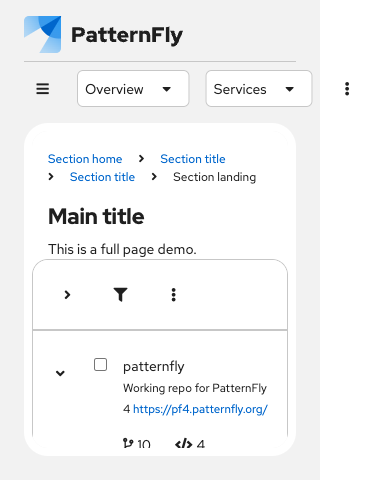 PatternFly
Overview Services
Section home Section title
Section title Section landing
Main title
This is a full page demo.
patternfly
Working repo for PatternFly
4 https://pf4.patternfly.org/
10 4